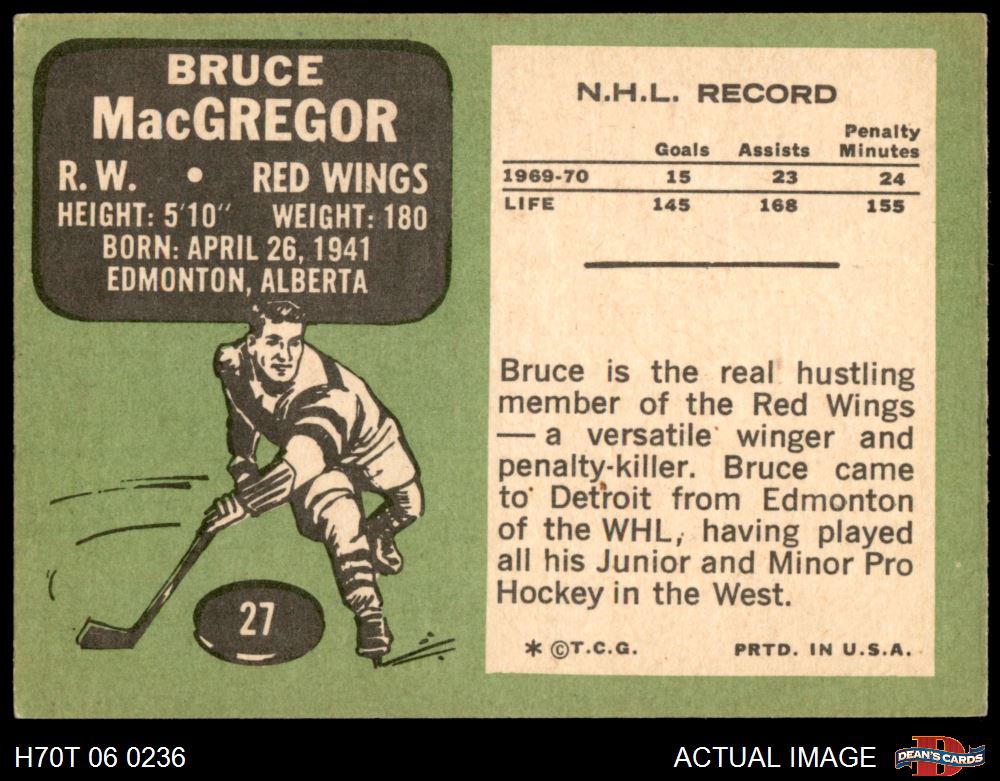 BRUCE
MacGREGOR
R. W. • RED WINGS
HEIGHT: 5'10" WEIGHT: 180
BORN: APRIL 26, 1941
EDMONTON, ALBERTA
27
N.H.L. RECORD
Goals Assists Penalty Minutes
1969-70 15 23 24
LIFE 145 168 155
Bruce is the real hustling
member of the Red Wings
— a versatile winger and
penalty-killer. Bruce came
to Detroit from Edmonton
of the WHL, having played
all his Junior and Minor Pro
Hockey in the West.
* ©T.C.G. PRTD. IN U.S.A.
H70T 06 0236 ACTUAL IMAGE DEAN'S CARDS